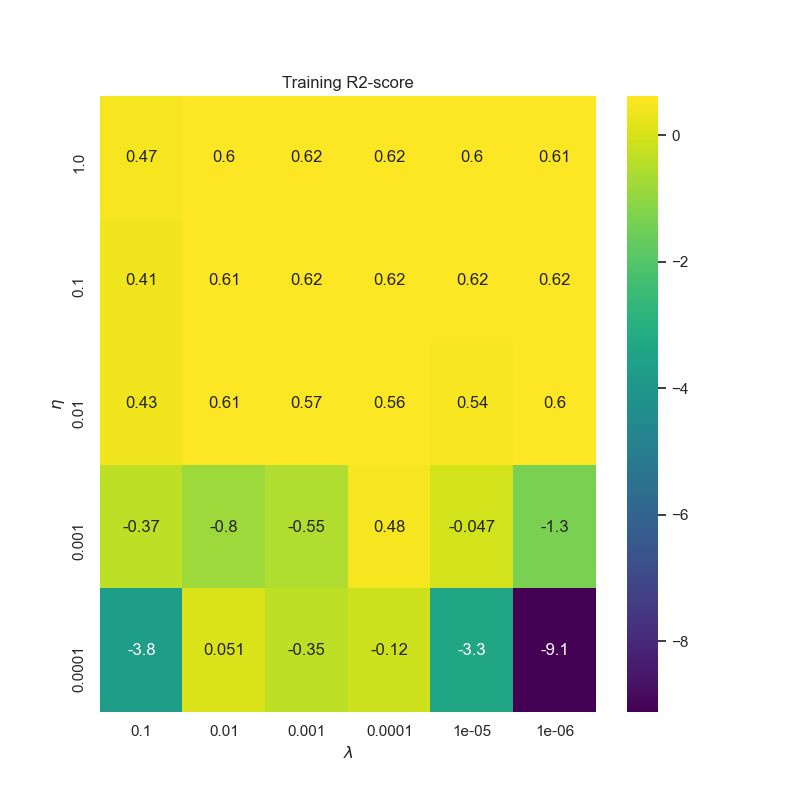 Training R2-score
1.0 0.47 0.6 0.62 0.62 0.6 0.61
0.1 0.41 0.61 0.62 0.62 0.62 0.62
0.01 0.43 0.61 0.57 0.56 0.54 0.6
0.001 -0.37 -0.8 -0.55 0.48 -0.047 -1.3
0.0001 -3.8 0.051 -0.35 -0.12 -3.3 -9.1
η
0.1 0.01 0.001 0.0001 1e-05 1e-06
λ
0
−2
−4
−6
−8